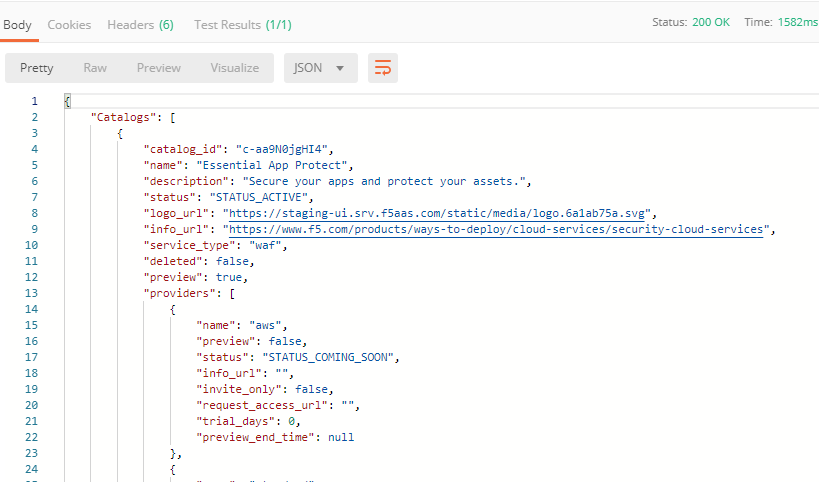 Body Cookies Headers (6) Test Results (1/1) Status: 200 OK Time: 1582ms
Pretty Raw Preview Visualize JSON
1 {
2 "Catalogs": [
3 {
4 "catalog_id": "c-aa9N0jgHI4",
5 "name": "Essential App Protect",
6 "description": "Secure your apps and protect your assets.",
7 "status": "STATUS_ACTIVE",
8 "logo_url": "https://staging-ui.srv.f5aas.com/static/media/logo.6a1ab75a.svg",
9 "info_url": "https://www.f5.com/products/ways-to-deploy/cloud-services/security-cloud-services",
10 "service_type": "waf",
11 "deleted": false,
12 "preview": true,
13 "providers": [
14 {
15 "name": "aws",
16 "preview": false,
17 "status": "STATUS_COMING_SOON",
18 "info_url": "",
19 "invite_only": false,
20 "request_access_url": "",
21 "trial_days": 0,
22 "preview_end_time": null
23 },
24 {